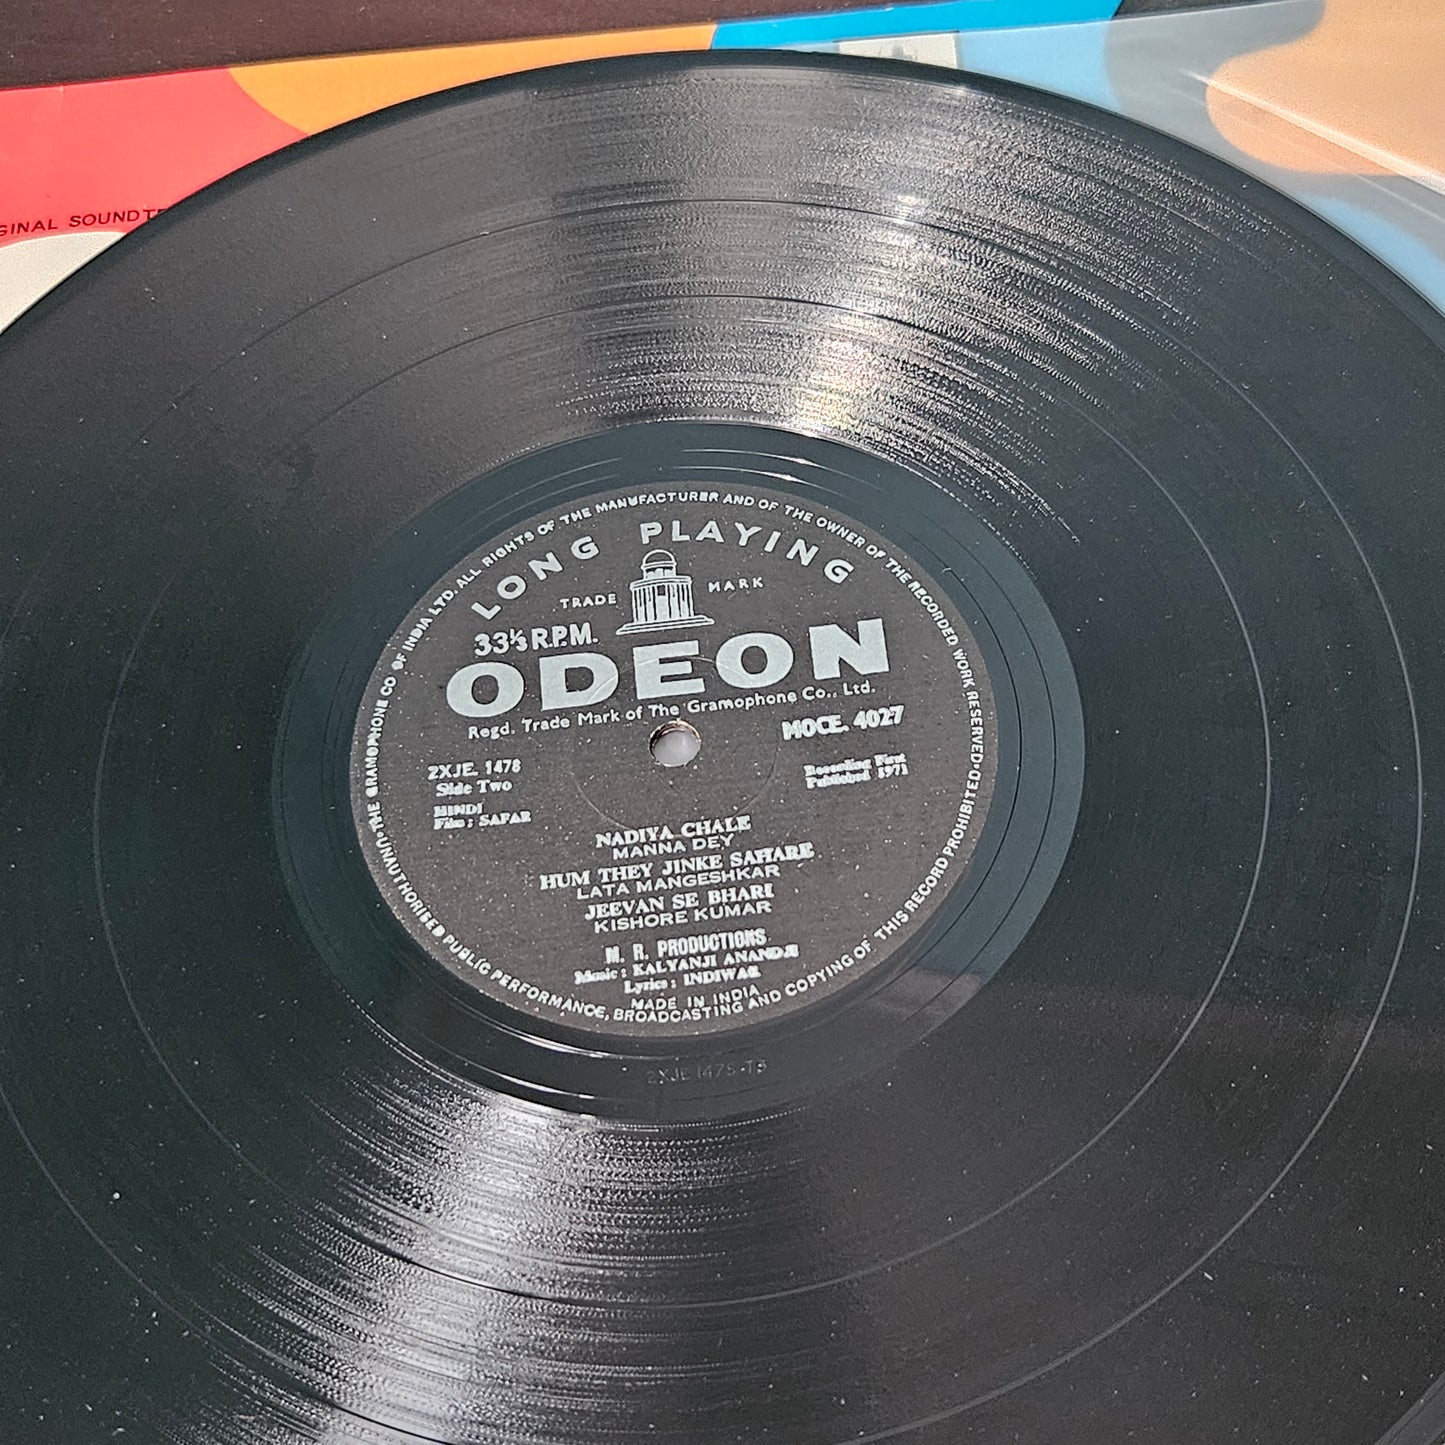 GINAL SOUNDT
THE GRAMOPHONE CO OF INDIA LTD. ALL RIGHTS OF THE MANUFACTURER AND OF THE OWNER OF THE RECORDED WORK RESERVED
LONG PLAYING
TRADE MARK
33⅓ R.P.M.
ODEON
Regd. Trade Mark of The Gramophone Co., Ltd.
MOCE. 4027
2XJE. 1478
Side Two
HINDI
Film : SAFAR
Recording First
Published 1971
NADIYA CHALE
MANNA DEY
HUM THEY JINKE SAHARE
LATA MANGESHKAR
JEEVAN SE BHARI
KISHORE KUMAR
M. R. PRODUCTIONS.
Music : KALYANJI ANANDJI
Lyrics : INDIWAR
MADE IN INDIA
UNAUTHORISED PUBLIC PERFORMANCE, BROADCASTING AND COPYING OF THIS RECORD PROHIBITED